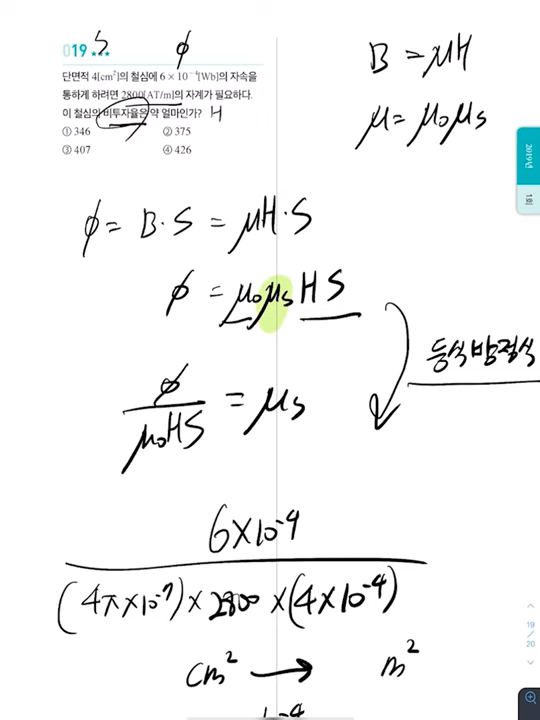 019 ★★★ S ϕ
단면적 4[cm²]의 철심에 6 × 10⁻⁴[Wb]의 자속을
통하게 하려면 2800[AT/m]의 자계가 필요하다.
이 철심의 비투자율은 약 얼마인가? H
① 346 ② 375
③ 407 ④ 426
B = μH
μ = μ₀μs
2019년
1회
ϕ = B·S = μH·S
ϕ = μ₀μs HS
등식방정식
ϕ / μ₀HS = μs
6×10⁻⁴
(4π×10⁻⁷)×2800×(4×10⁻⁴)
cm² → m²
19
/
20